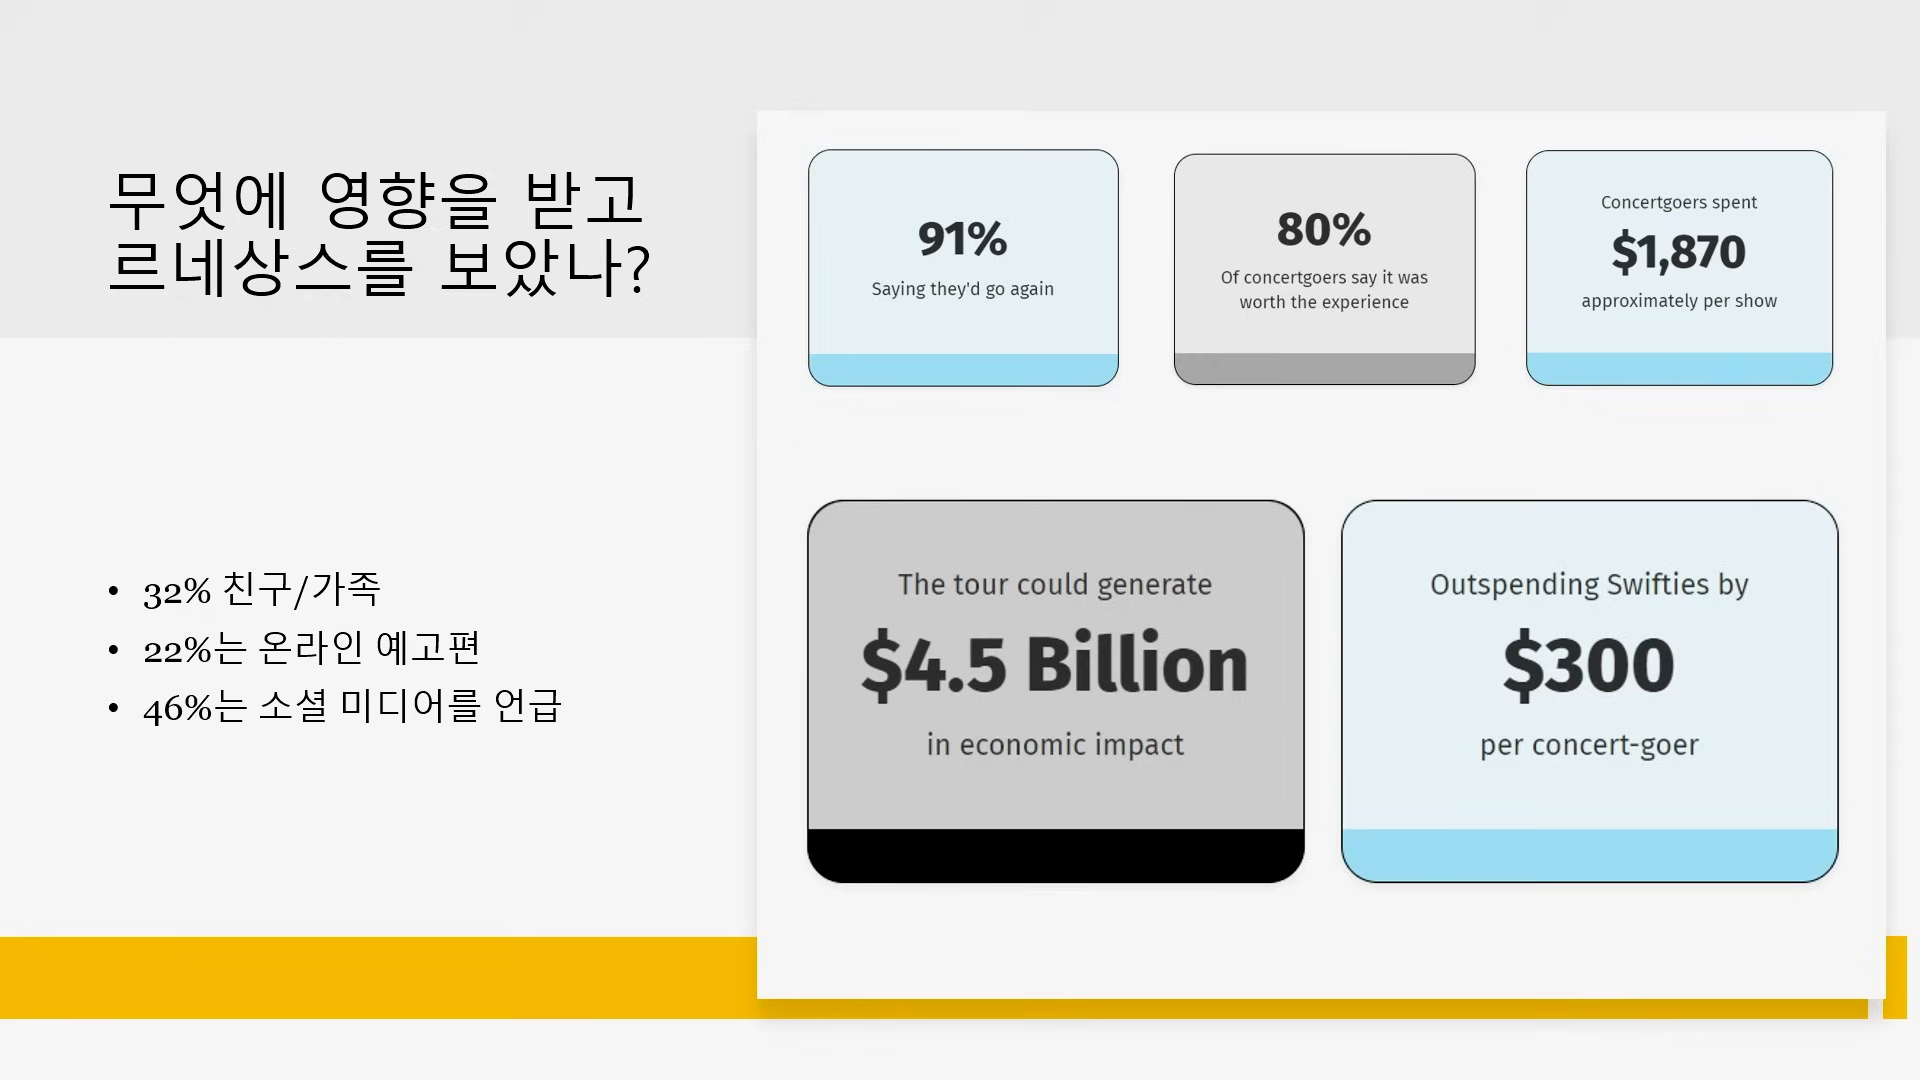 무엇에 영향을 받고
르네상스를 보았나?
• 32% 친구/가족
• 22%는 온라인 예고편
• 46%는 소셜 미디어를 언급
91%
Saying they'd go again
80%
Of concertgoers say it was
worth the experience
Concertgoers spent
$1,870
approximately per show
The tour could generate
$4.5 Billion
in economic impact
Outspending Swifties by
$300
per concert-goer